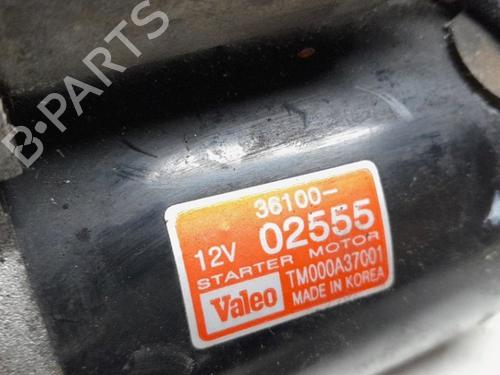 B-PARTS
36100-
12V 02555
STARTER MOTOR
Valeo TM000A37001
MADE IN KOREA